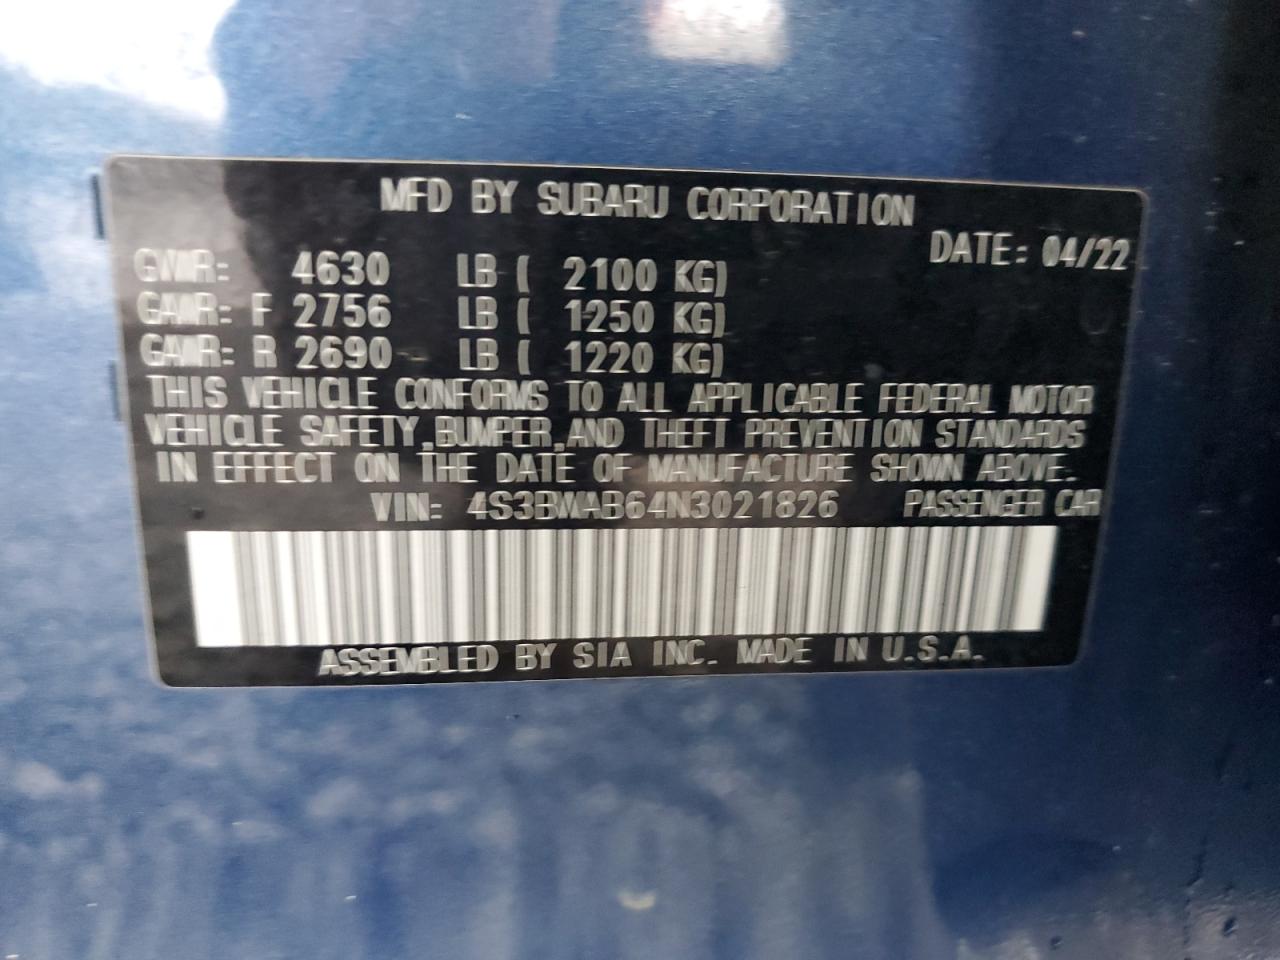 MFD BY SUBARU CORPORATION
DATE: 04/22
GVWR: 4630 LB ( 2100 KG)
GAWR: F 2756 LB ( 1250 KG)
GAWR: R 2690 LB ( 1220 KG)
THIS VEHICLE CONFORMS TO ALL APPLICABLE FEDERAL MOTOR
VEHICLE SAFETY,BUMPER,AND THEFT PREVENTION STANDARDS
IN EFFECT ON THE DATE OF MANUFACTURE SHOWN ABOVE.
VIN: 4S3BWAB64N3021826 PASSENGER CAR
ASSEMBLED BY SIA INC. MADE IN U.S.A.